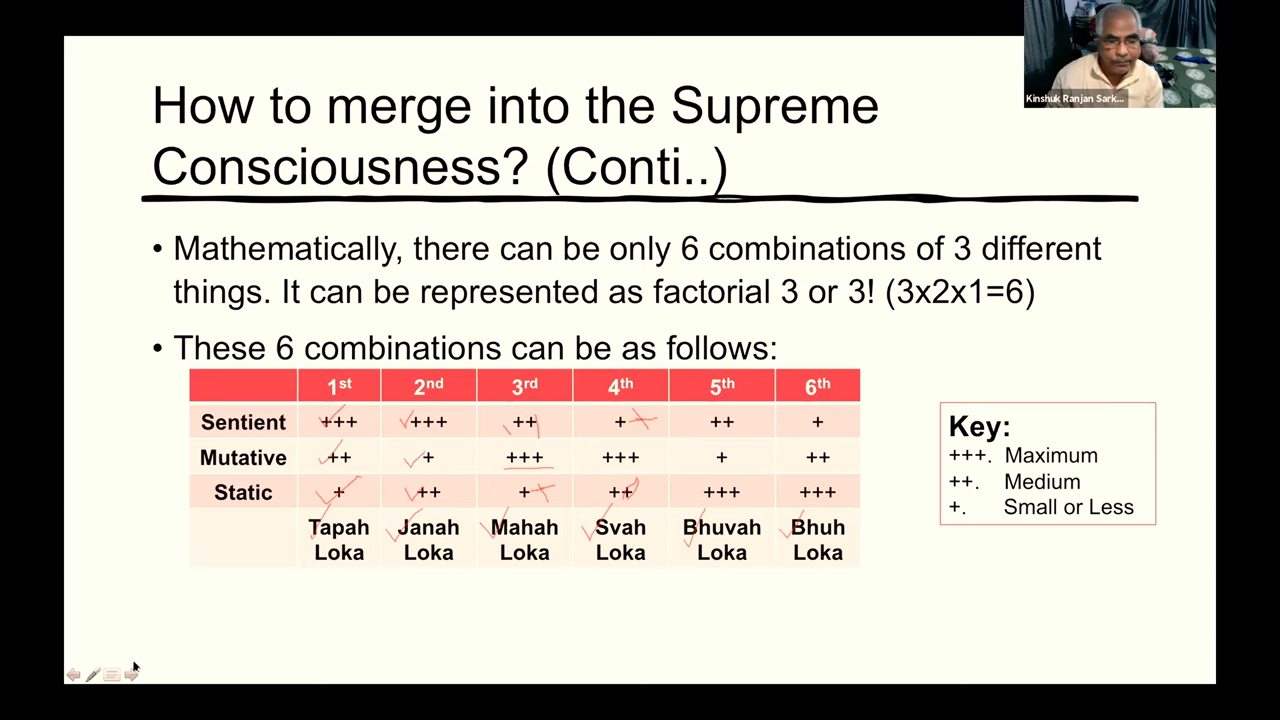 Kinshuk Ranjan Sark...
How to merge into the Supreme
Consciousness? (Conti..)
• Mathematically, there can be only 6 combinations of 3 different
things. It can be represented as factorial 3 or 3! (3x2x1=6)
• These 6 combinations can be as follows:
1st 2nd 3rd 4th 5th 6th
Sentient +++ +++ ++ + ++ +
Mutative ++ + +++ +++ + ++
Static + ++ + ++ +++ +++
Tapah Janah Mahah Svah Bhuvah Bhuh
Loka Loka Loka Loka Loka Loka
Key:
+++. Maximum
++. Medium
+. Small or Less